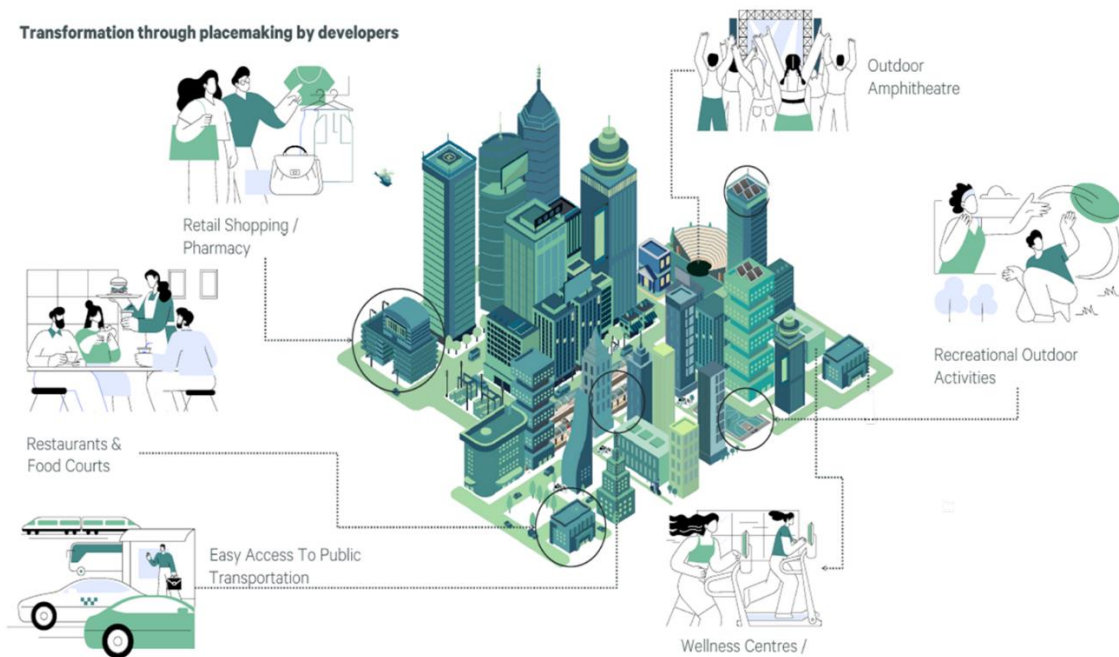 Transformation through placemaking by developers
Outdoor
Amphitheatre
Retail Shopping /
Pharmacy
Recreational Outdoor
Activities
Restaurants &
Food Courts
Easy Access To Public
Transportation
Wellness Centres /